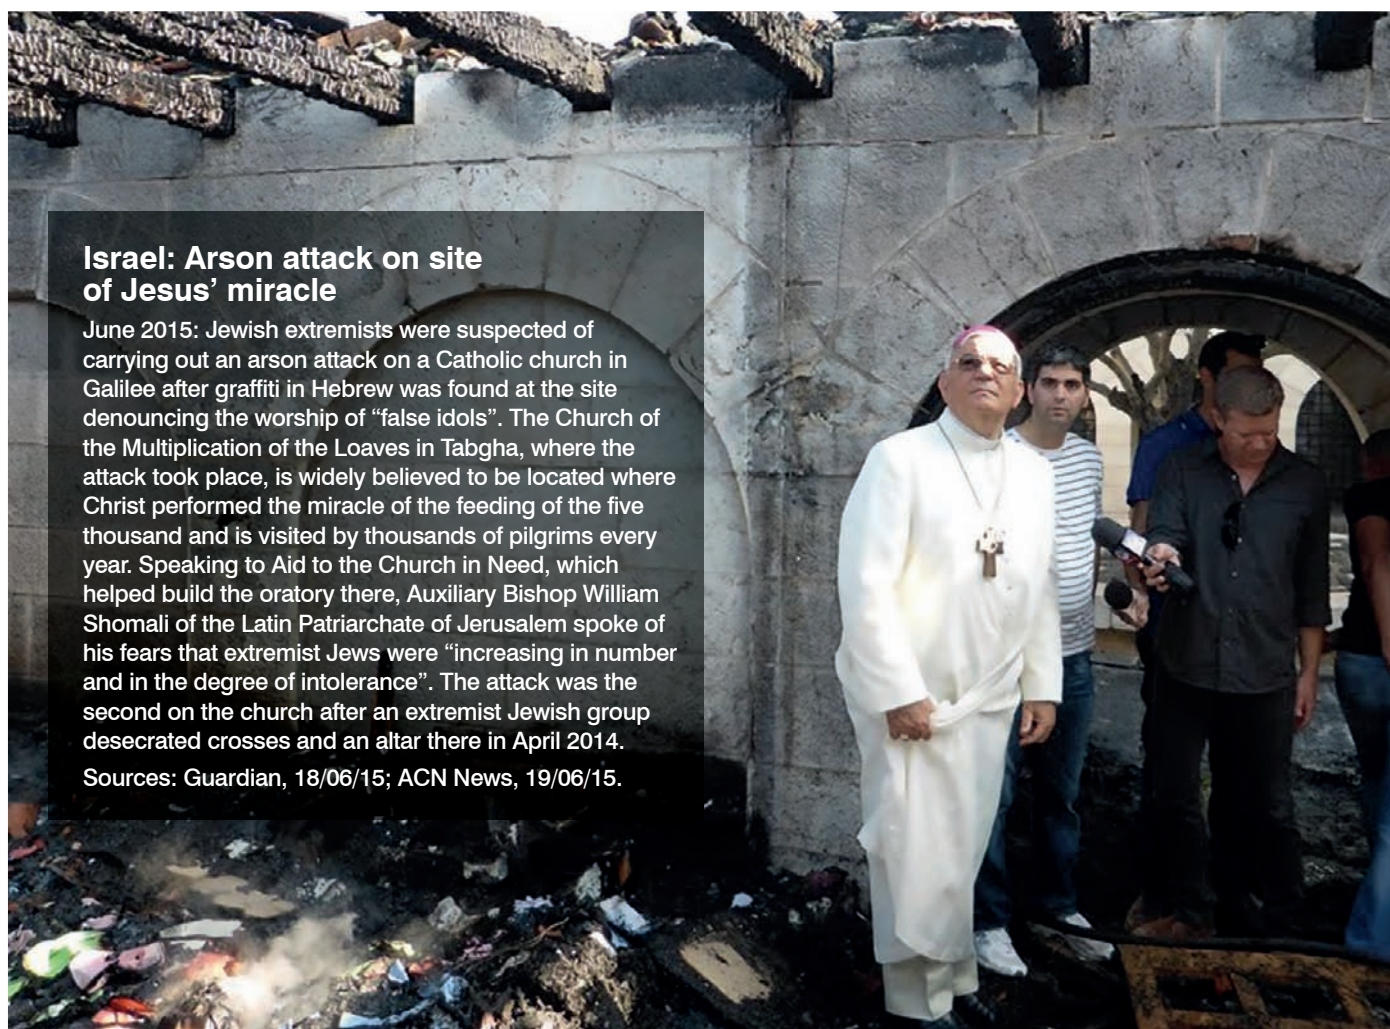 Israel: Arson attack on site
of Jesus’ miracle
June 2015: Jewish extremists were suspected of
carrying out an arson attack on a Catholic church in
Galilee after graffiti in Hebrew was found at the site
denouncing the worship of “false idols”. The Church of
the Multiplication of the Loaves in Tabgha, where the
attack took place, is widely believed to be located where
Christ performed the miracle of the feeding of the five
thousand and is visited by thousands of pilgrims every
year. Speaking to Aid to the Church in Need, which
helped build the oratory there, Auxiliary Bishop William
Shomali of the Latin Patriarchate of Jerusalem spoke of
his fears that extremist Jews were “increasing in number
and in the degree of intolerance”. The attack was the
second on the church after an extremist Jewish group
desecrated crosses and an altar there in April 2014.
Sources: Guardian, 18/06/15; ACN News, 19/06/15.